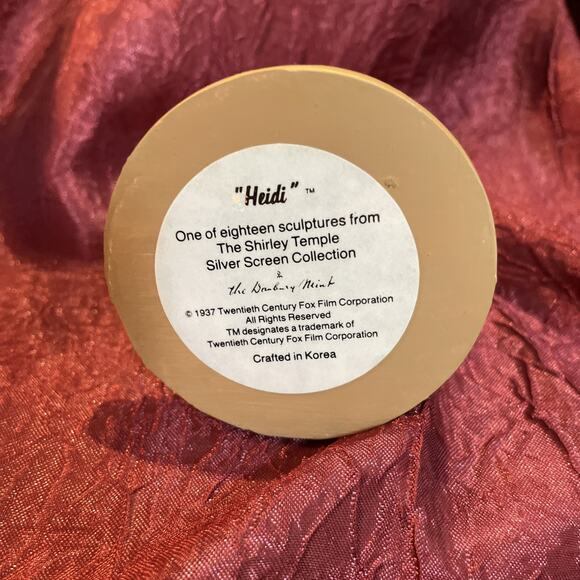 "Heidi" ™
One of eighteen sculptures from
The Shirley Temple
Silver Screen Collection
&
the Danbury Mint
© 1937 Twentieth Century Fox Film Corporation
All Rights Reserved
TM designates a trademark of
Twentieth Century Fox Film Corporation
Crafted in Korea